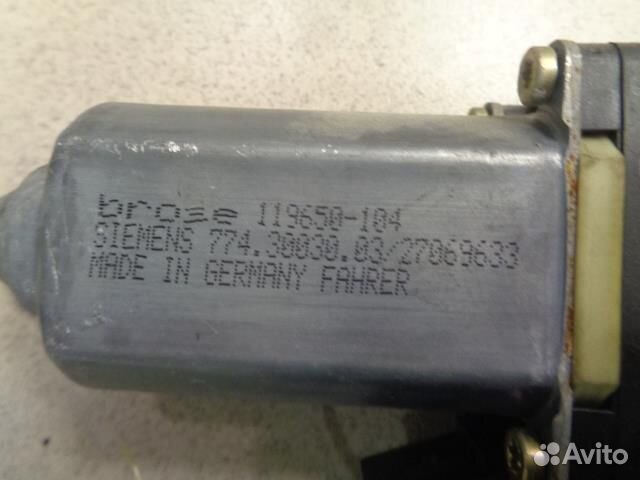 brose 119650-104
SIEMENS 774.30030.03/27069633
MADE IN GERMANY FAHRER
Avito